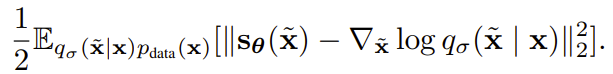 \frac{1}{2}\mathbb{E}_{q_\sigma(\tilde{\mathbf{x}}|\mathbf{x})p_{\text{data}}(\mathbf{x})}[\|\mathbf{s}_{\boldsymbol{\theta}}(\tilde{\mathbf{x}}) - \nabla_{\tilde{\mathbf{x}}} \log q_\sigma(\tilde{\mathbf{x}} \mid \mathbf{x})\|_2^2].